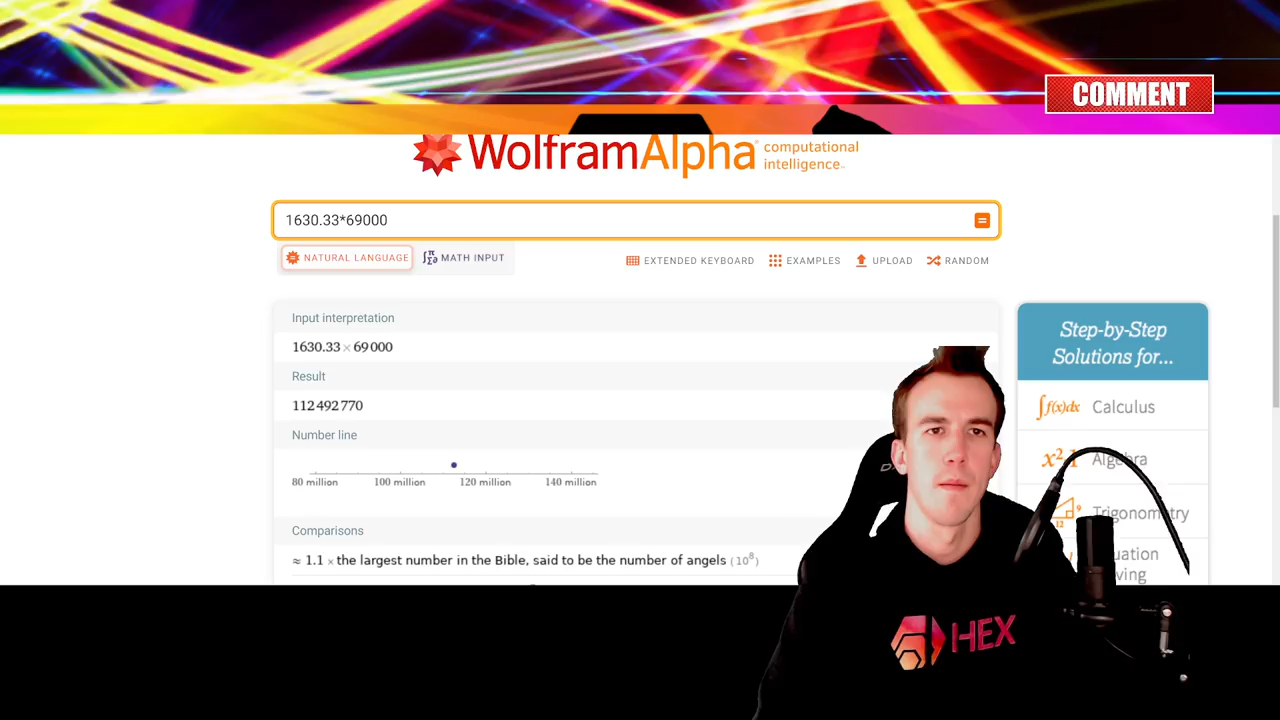 COMMENT
WolframAlpha computational
intelligence™
1630.33*69000
=
NATURAL LANGUAGE
MATH INPUT
EXTENDED KEYBOARD
EXAMPLES
UPLOAD
RANDOM
Input interpretation
1630.33×69000
Result
112492770
Number line
80 million 100 million 120 million 140 million
Comparisons
≈ 1.1 × the largest number in the Bible, said to be the number of angels (10⁸)
Step-by-Step
Solutions for...
∫f(x)dx Calculus
Algebra
Trigonometry
HEX